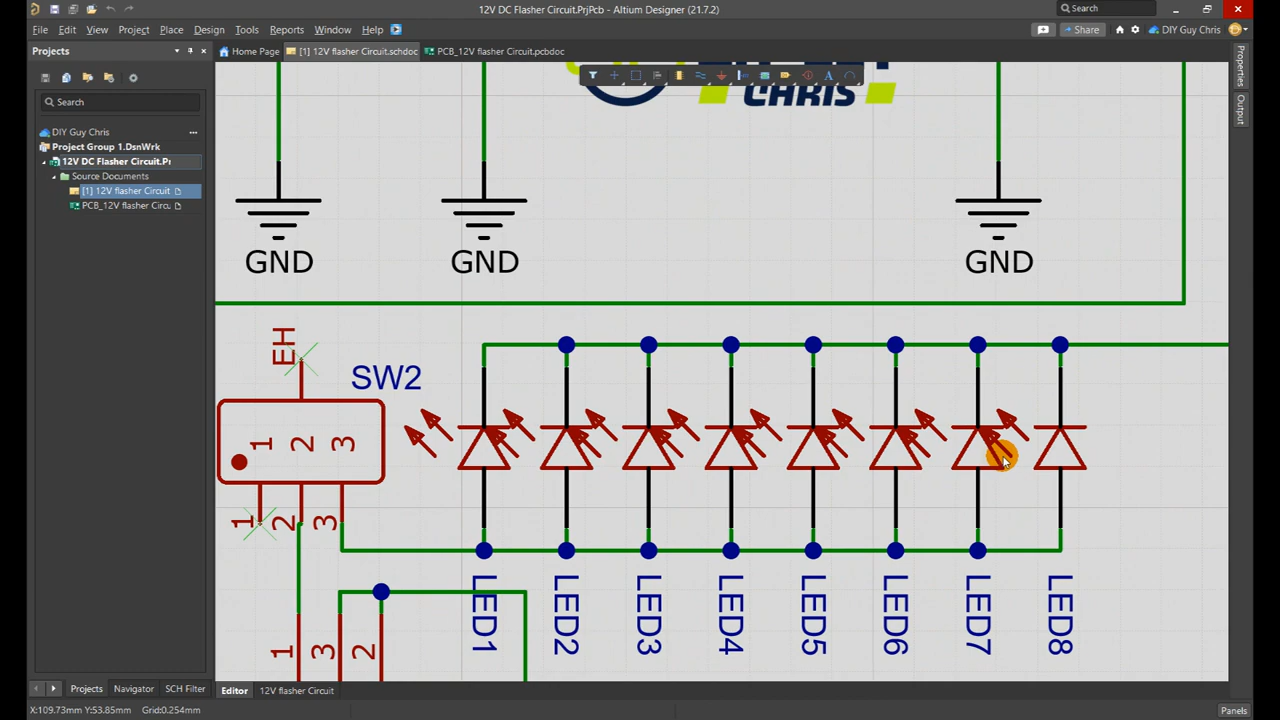 12V DC Flasher Circuit.PrjPcb - Altium Designer (21.7.2)
Search
File Edit View Project Place Design Tools Reports Window Help
Share
DIY Guy Chris
Projects
Home Page
[1] 12V flasher Circuit.schdoc
PCB_12V flasher Circuit.pcbdoc
Search
DIY Guy Chris
Project Group 1.DsnWrk
12V DC Flasher Circuit.Pr
Source Documents
[1] 12V flasher Circuit
PCB_12V flasher Circu
CHRIS
GND
GND
GND
EH
SW2
1 2 3
1 2 3
LED1
LED2
LED3
LED4
LED5
LED6
LED7
LED8
1 3 2
Properties
Output
Projects
Navigator
SCH Filter
Editor
12V flasher Circuit
X:109.73mm Y:53.85mm Grid:0.254mm
Panels